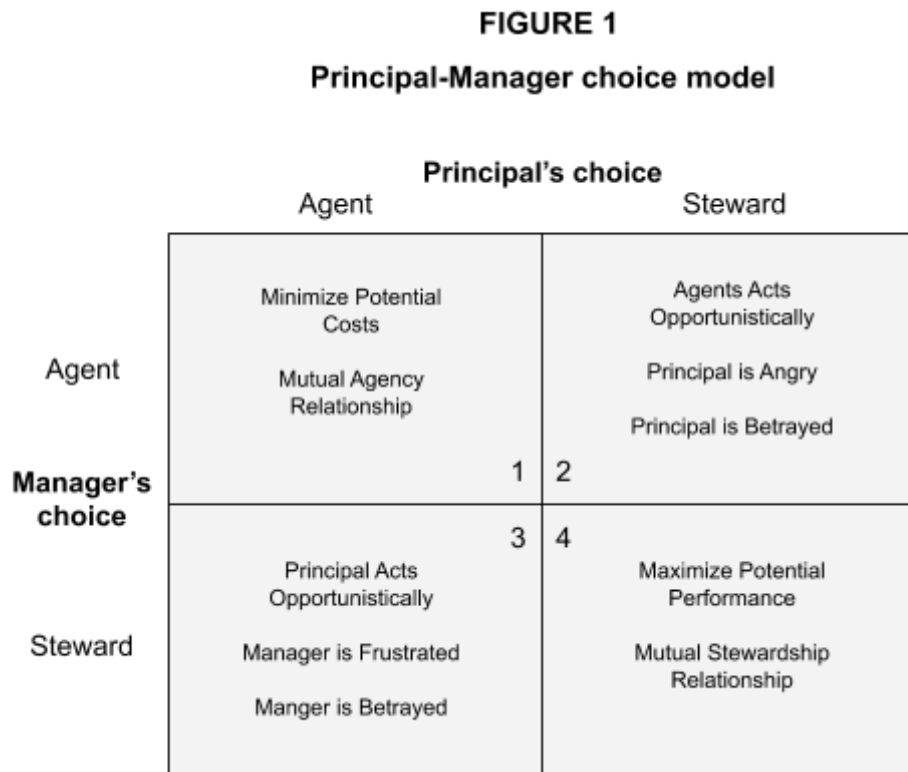 FIGURE 1
Principal-Manager choice model
Principal’s choice
Agent
Steward
Agent
Manager’s
choice
Steward
Minimize Potential
Costs
Mutual Agency
Relationship
1
Agents Acts
Opportunistically
Principal is Angry
Principal is Betrayed
2
3
Principal Acts
Opportunistically
Manager is Frustrated
Manger is Betrayed
4
Maximize Potential
Performance
Mutual Stewardship
Relationship